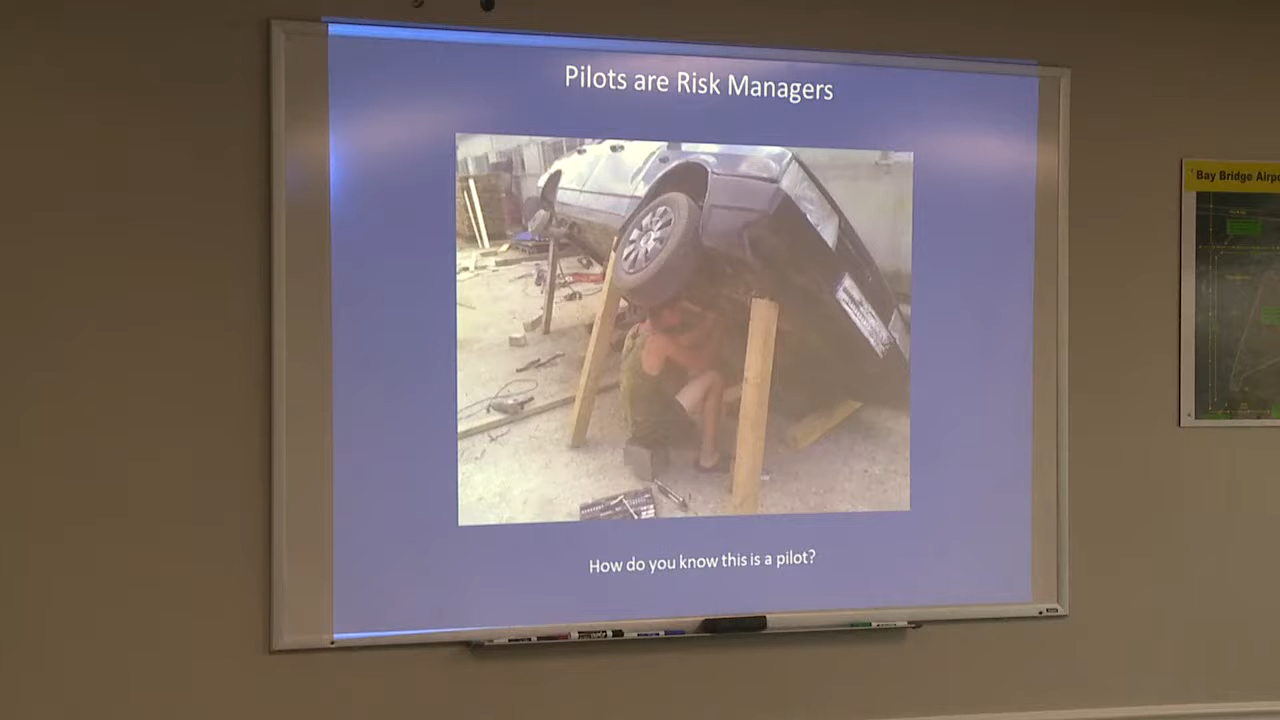 Pilots are Risk Managers
How do you know this is a pilot?
Bay Bridge Airpo